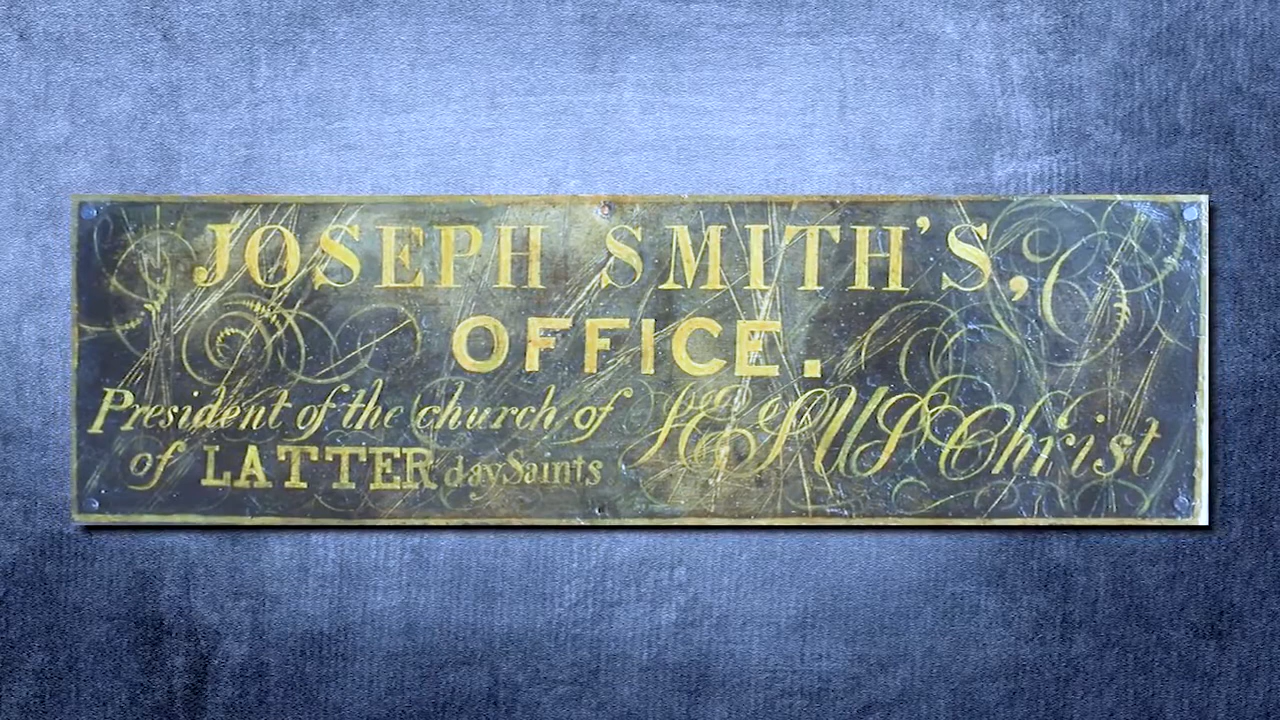 JOSEPH SMITH'S,
OFFICE.
President of the church of JESUS Christ
of LATTER day Saints